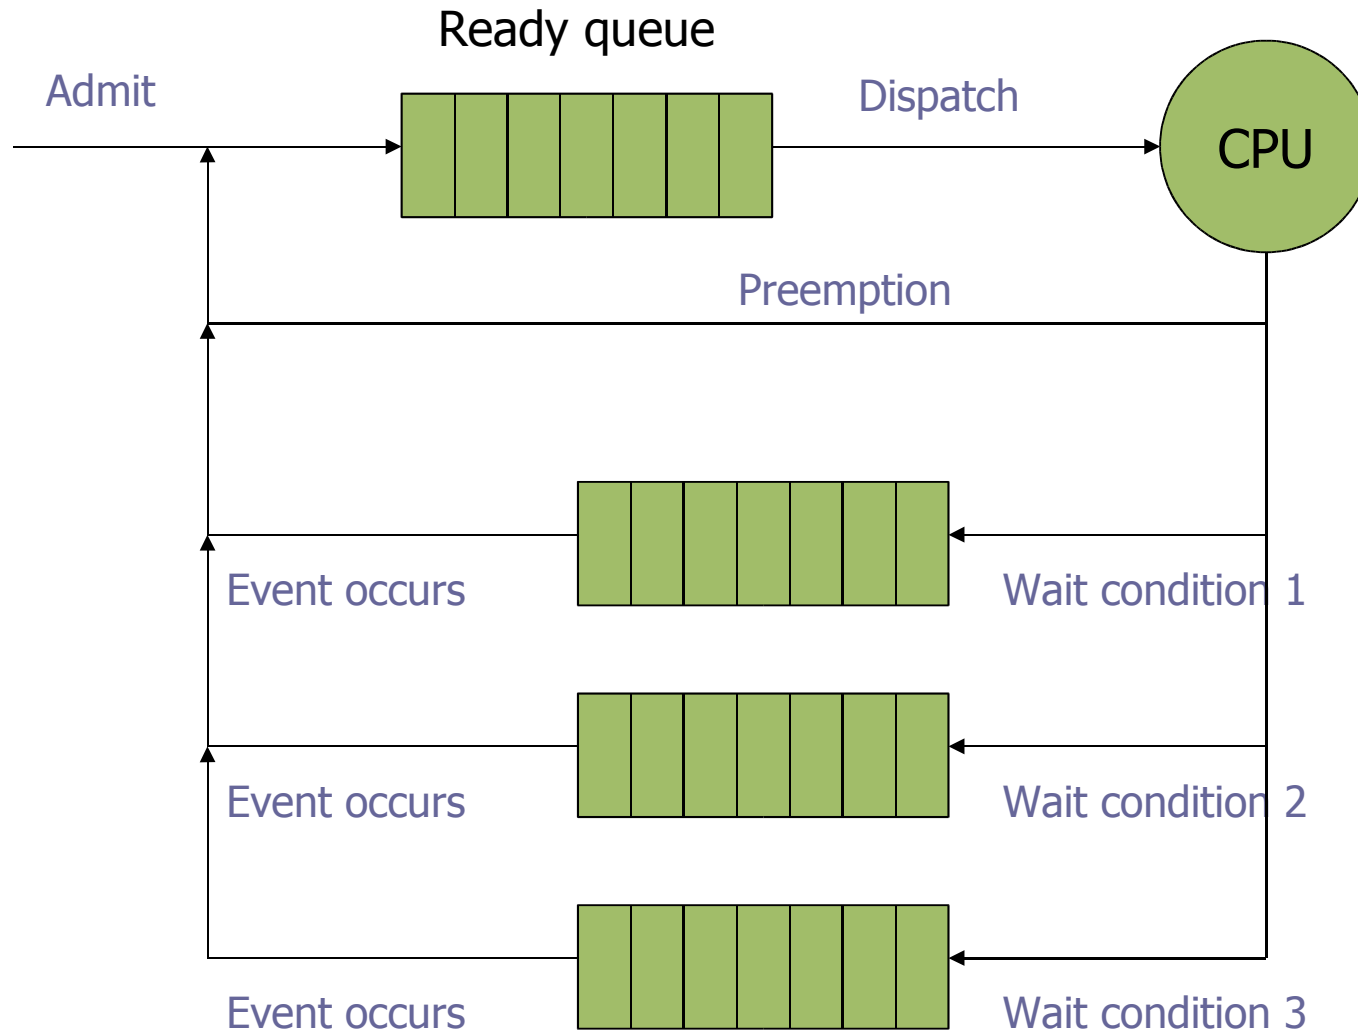 Ready queue
Admit
Dispatch
CPU
Preemption
Event occurs
Wait condition 1
Event occurs
Wait condition 2
Event occurs
Wait condition 3